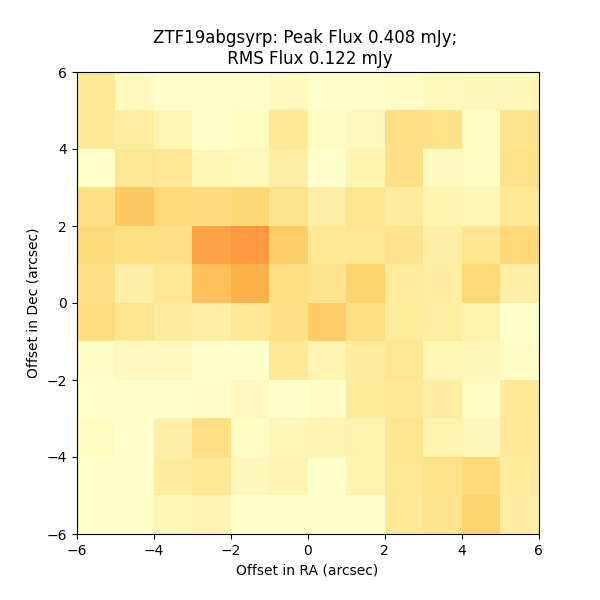 ZTF19abgsyrp: Peak Flux 0.408 mJy;
RMS Flux 0.122 mJy
6
4
2
0
−2
−4
−6
Offset in Dec (arcsec)
−6 −4 −2 0 2 4 6
Offset in RA (arcsec)